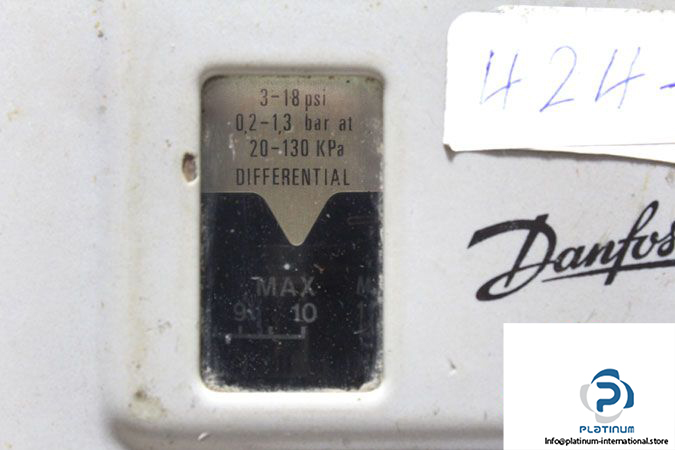 3-18 psi
0,2-1,3 bar at
20-130 KPa
DIFFERENTIAL
MAX
9 10
424-
Danfos
PLATINUM
Info@platinum-international.store